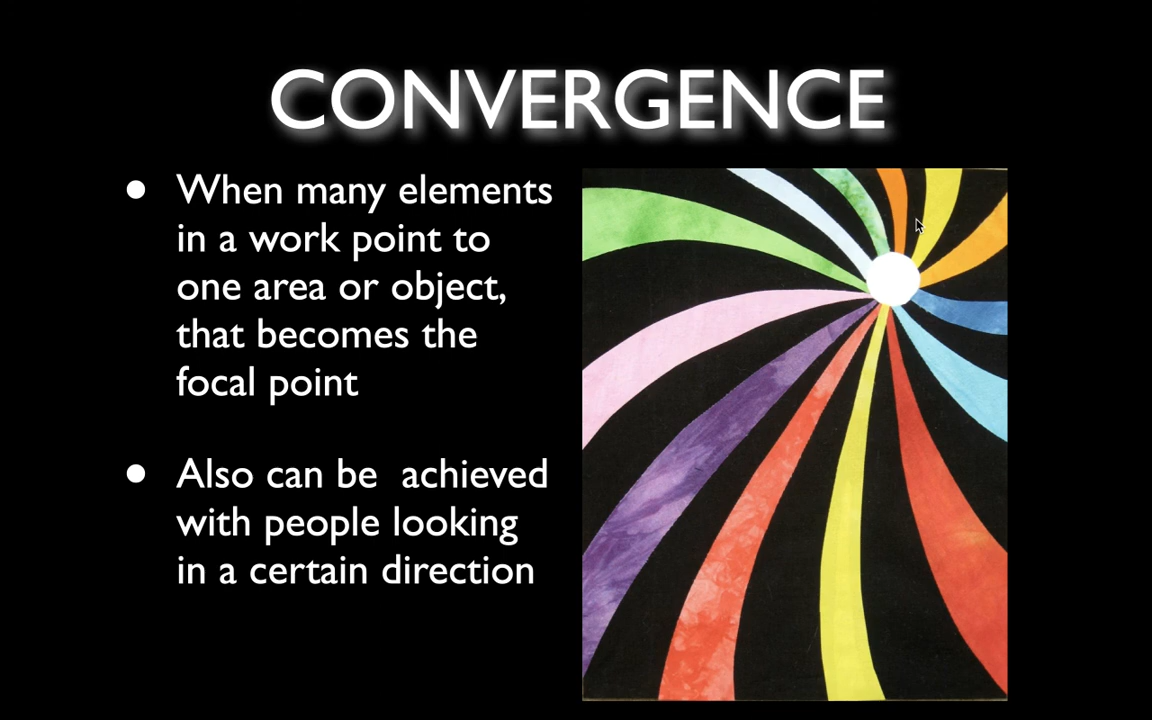 CONVERGENCE
• When many elements
in a work point to
one area or object,
that becomes the
focal point
• Also can be  achieved
with people looking
in a certain direction